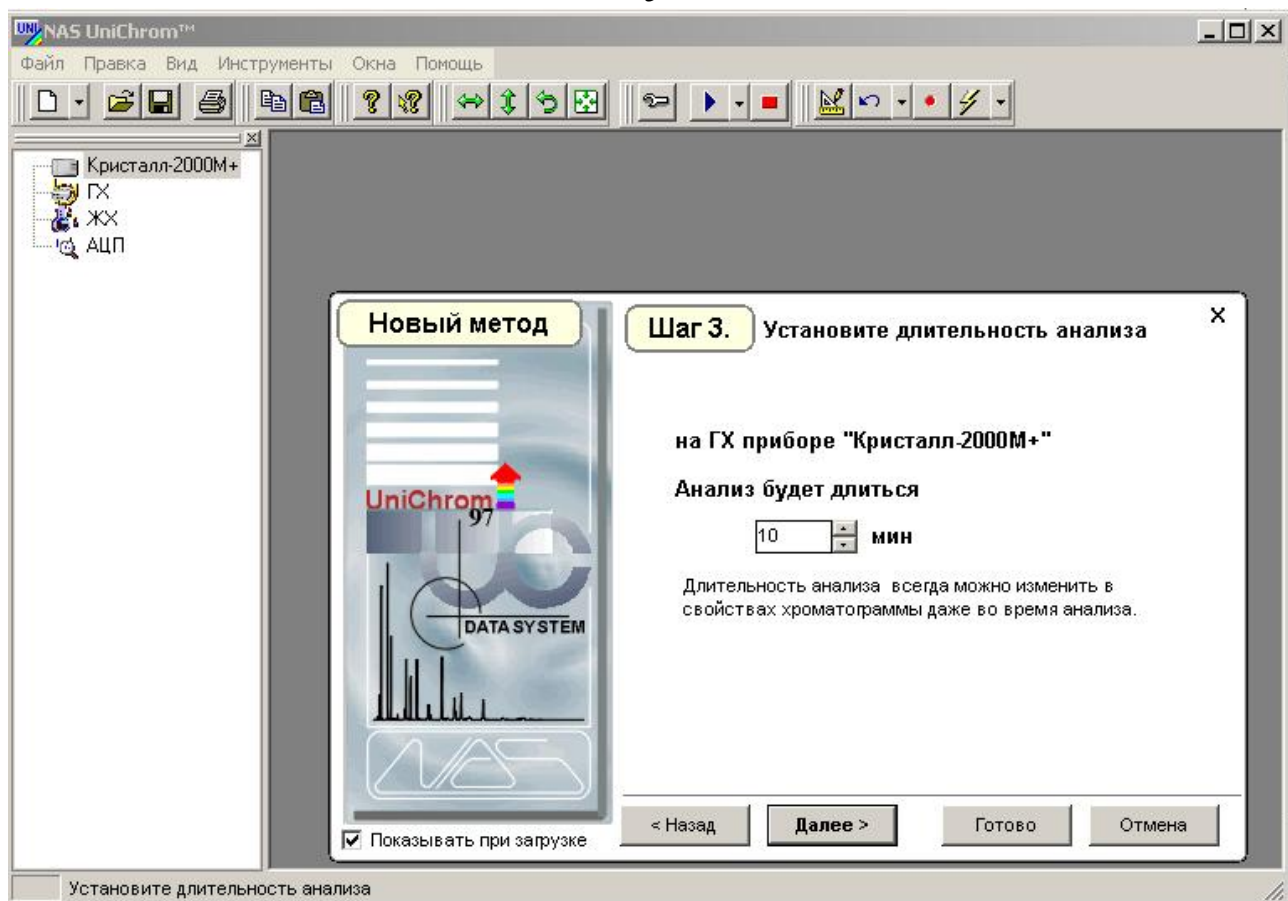 NAS UniChrom™
Файл Правка Вид Инструменты Окна Помощь
Кристалл-2000М+
ГХ
ЖХ
АЦП
Новый метод
UniChrom
97
DATA SYSTEM
NAS
Показывать при загрузке
Шаг 3. Установите длительность анализа X
на ГХ приборе "Кристалл-2000М+"
Анализ будет длиться
10 мин
Длительность анализа всегда можно изменить в
свойствах хроматограммы даже во время анализа.
< Назад Далее > Готово Отмена
Установите длительность анализа